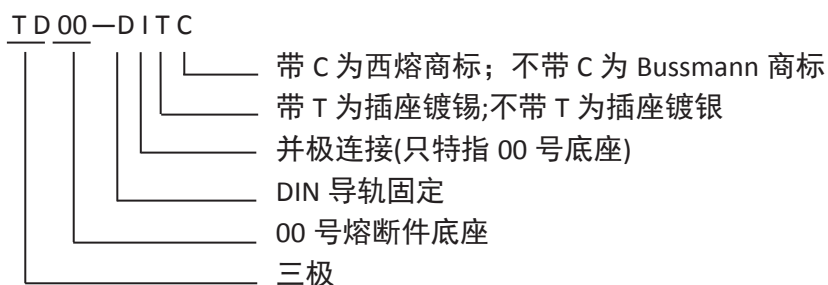 TD00—DITC
带 C 为西熔商标；不带 C 为 Bussmann 商标
带 T 为插座镀锡;不带 T 为插座镀银
并极连接(只特指 00 号底座)
DIN 导轨固定
00 号熔断件底座
三极